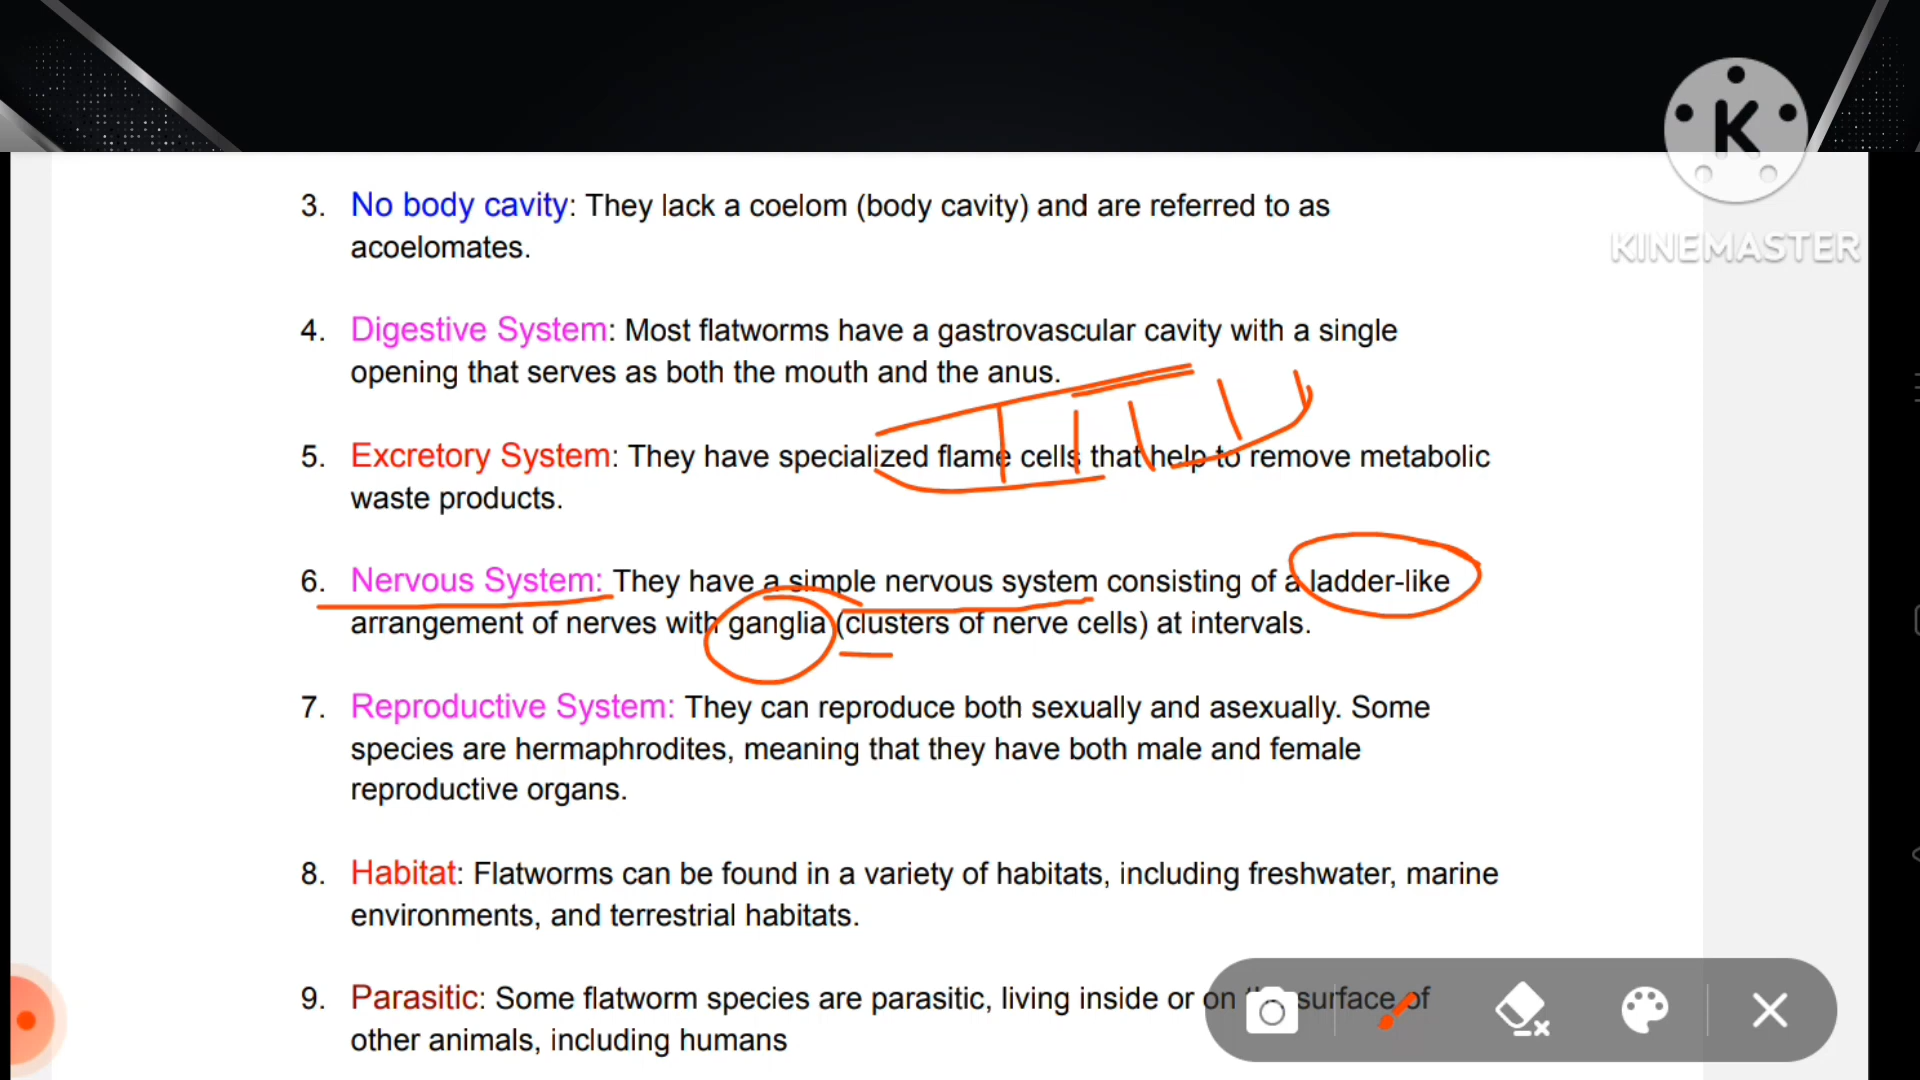 K
KINEMASTER
3. No body cavity: They lack a coelom (body cavity) and are referred to as
acoelomates.
4. Digestive System: Most flatworms have a gastrovascular cavity with a single
opening that serves as both the mouth and the anus.
5. Excretory System: They have specialized flame cells that help to remove metabolic
waste products.
6. Nervous System: They have a simple nervous system consisting of a ladder-like
arrangement of nerves with ganglia (clusters of nerve cells) at intervals.
7. Reproductive System: They can reproduce both sexually and asexually. Some
species are hermaphrodites, meaning that they have both male and female
reproductive organs.
8. Habitat: Flatworms can be found in a variety of habitats, including freshwater, marine
environments, and terrestrial habitats.
9. Parasitic: Some flatworm species are parasitic, living inside or on the surface of
other animals, including humans